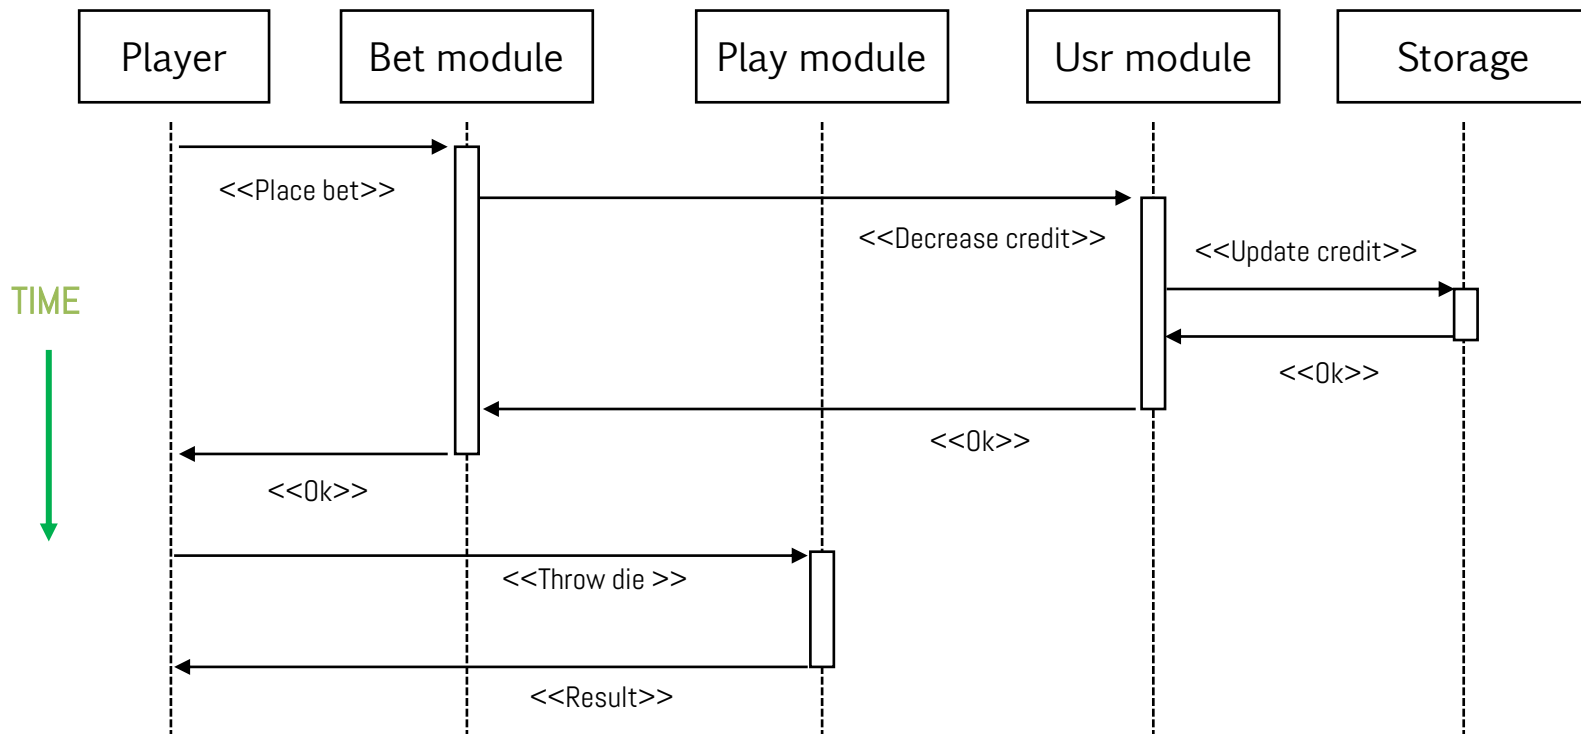 Player
Bet module
Play module
Usr module
Storage
<<Place bet>>
<<Decrease credit>>
<<Update credit>>
TIME
<<Ok>>
<<Ok>>
<<Ok>>
<<Throw die >>
<<Result>>